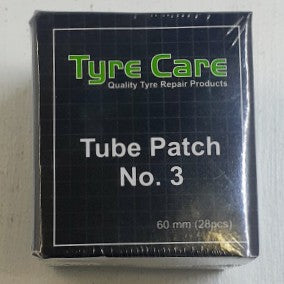 Tyre Care
Quality Tyre Repair Products
Tube Patch
No. 3
60 mm (28pcs)